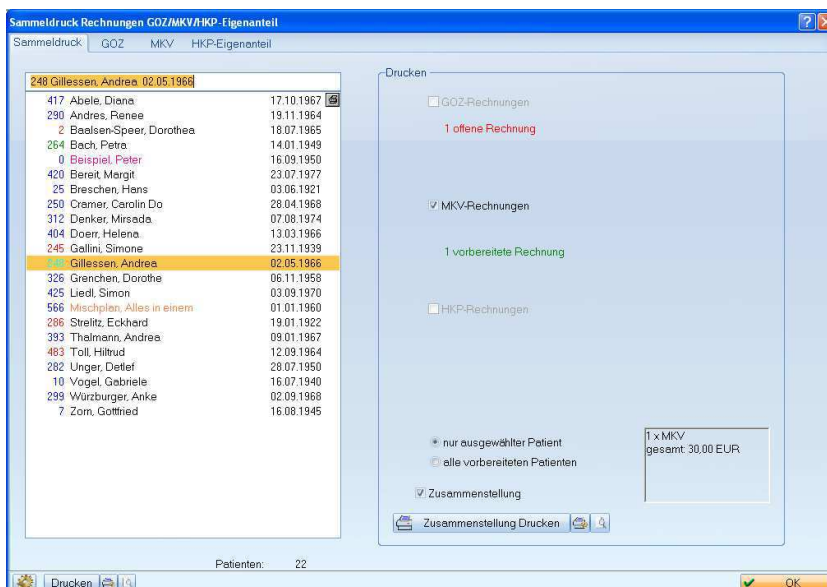 Sammeldruck Rechnungen GOZ/MKV/HKP-Eigenanteil
Sammeldruck GOZ MKV HKP-Eigenanteil
248 Gillessen, Andrea 02.05.1966
417 Abele, Diana 17.10.1967
290 Andres, Renee 19.11.1964
2 Baalsen-Speer, Dorothea 18.07.1965
264 Bach, Petra 14.01.1949
0 Beispiel, Peter 16.09.1950
420 Bereit, Margit 23.07.1977
25 Breschen, Hans 03.06.1921
250 Cramer, Carolin Do 28.04.1968
312 Denker, Mirsada 07.08.1974
404 Doerr, Helena 13.03.1966
245 Gallini, Simone 23.11.1939
248 Gillessen, Andrea 02.05.1966
326 Grenchen, Dorothe 06.11.1958
425 Liedl, Simon 03.09.1970
566 Mischplan, Alles in einem 01.01.1960
286 Strelitz, Eckhard 19.01.1922
393 Thalmann, Andrea 09.01.1967
483 Toll, Hiltrud 12.09.1964
282 Unger, Detlef 28.07.1950
10 Vogel, Gabriele 16.07.1940
299 Würzburger, Anke 02.09.1968
7 Zorn, Gottfried 16.08.1945
Patienten: 22
Drucken
GOZ-Rechnungen
1 offene Rechnung
MKV-Rechnungen
1 vorbereitete Rechnung
HKP-Rechnungen
nur ausgewählter Patient
alle vorbereiteten Patienten
1 x MKV
gesamt: 30,00 EUR
Zusammenstellung
Zusammenstellung Drucken
Drucken
OK